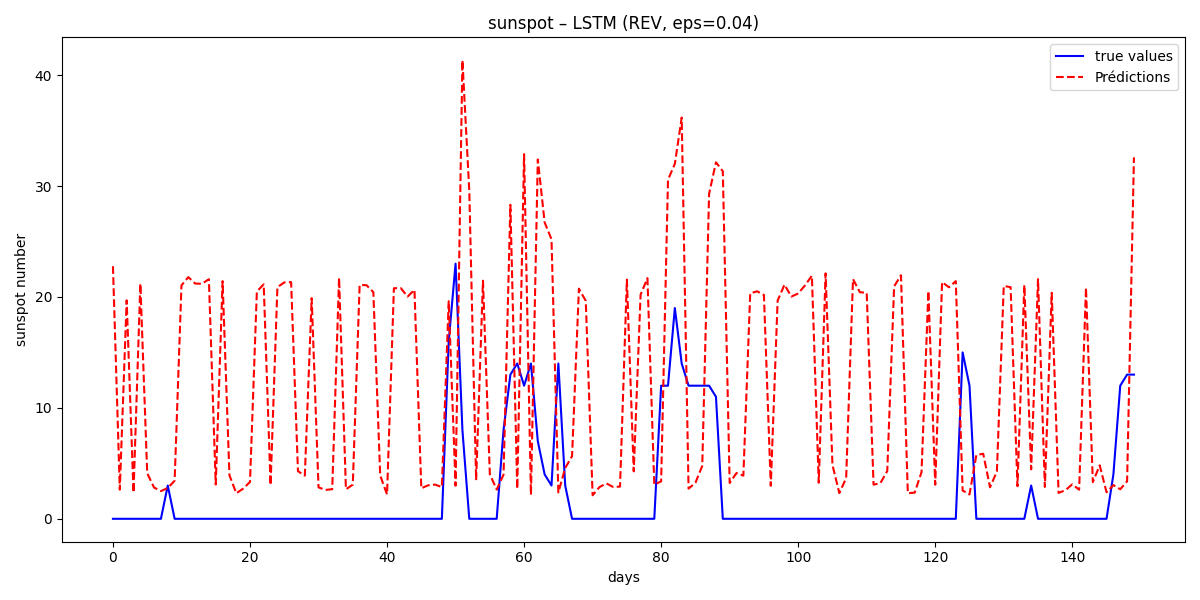 sunspot – LSTM (REV, eps=0.04)
true values
Prédictions
sunspot number
40
30
20
10
0
0 20 40 60 80 100 120 140
days